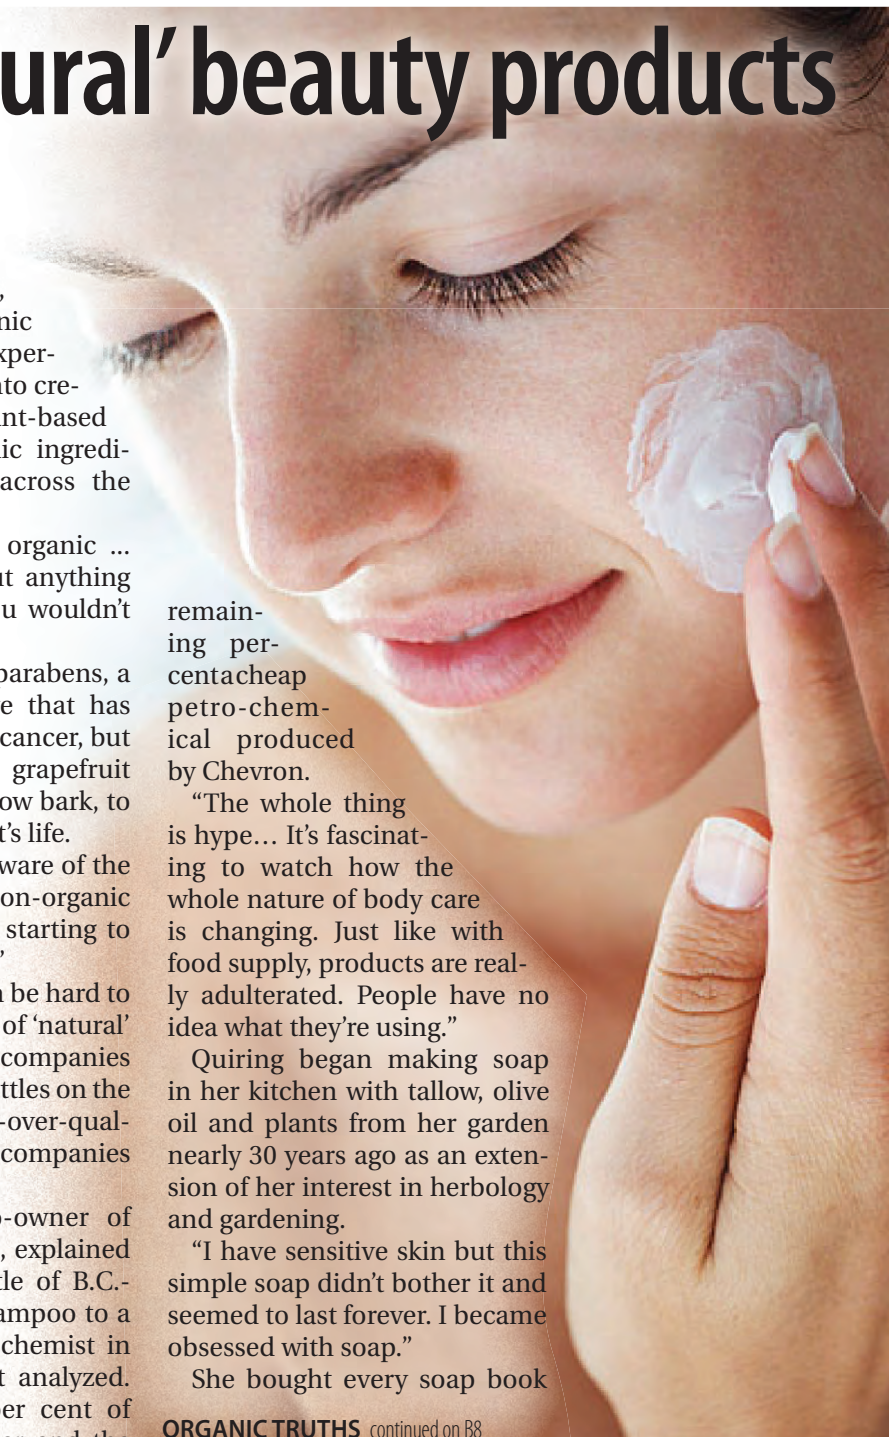 ural’ beauty products
,
nic
xper-
nto cre-
ant-based
ic ingredi-
across the
organic ...
ut anything
u wouldn’t
parabens, a
e that has
cancer, but
grapefruit
ow bark, to
t’s life.
ware of the
on-organic
starting to
”
n be hard to
of ‘natural’
companies
ttles on the
-over-qual-
companies
o-owner of
, explained
tle of B.C.-
ampoo to a
chemist in
t analyzed.
per cent of
remain-
ing per-
centacheap
petro-chem-
ical produced
by Chevron.
“The whole thing
is hype… It’s fascinat-
ing to watch how the
whole nature of body care
is changing. Just like with
food supply, products are real-
ly adulterated. People have no
idea what they’re using.”
Quiring began making soap
in her kitchen with tallow, olive
oil and plants from her garden
nearly 30 years ago as an exten-
sion of her interest in herbology
and gardening.
“I have sensitive skin but this
simple soap didn’t bother it and
seemed to last forever. I became
obsessed with soap.”
She bought every soap book
ORGANIC TRUTHS continued on B8